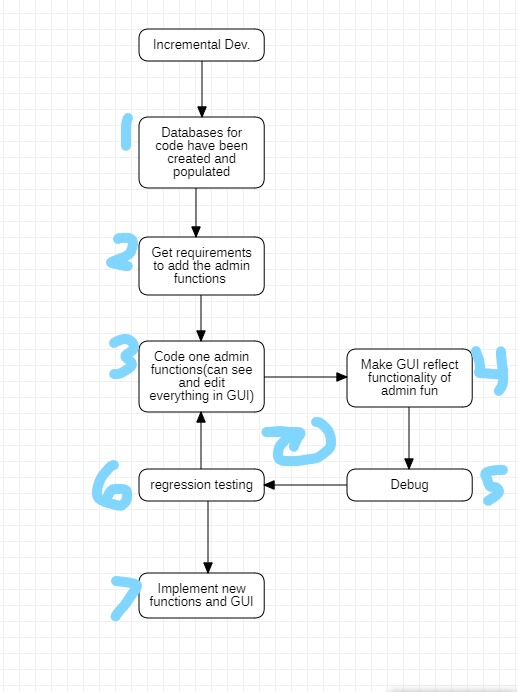 Incremental Dev.
1
Databases for
code have been
created and
populated
2
Get requirements
to add the admin
functions
3
Code one admin
functions(can see
and edit
everything in GUI)
Make GUI reflect
functionality of
admin fun
4
6
regression testing
Debug
5
7
Implement new
functions and GUI